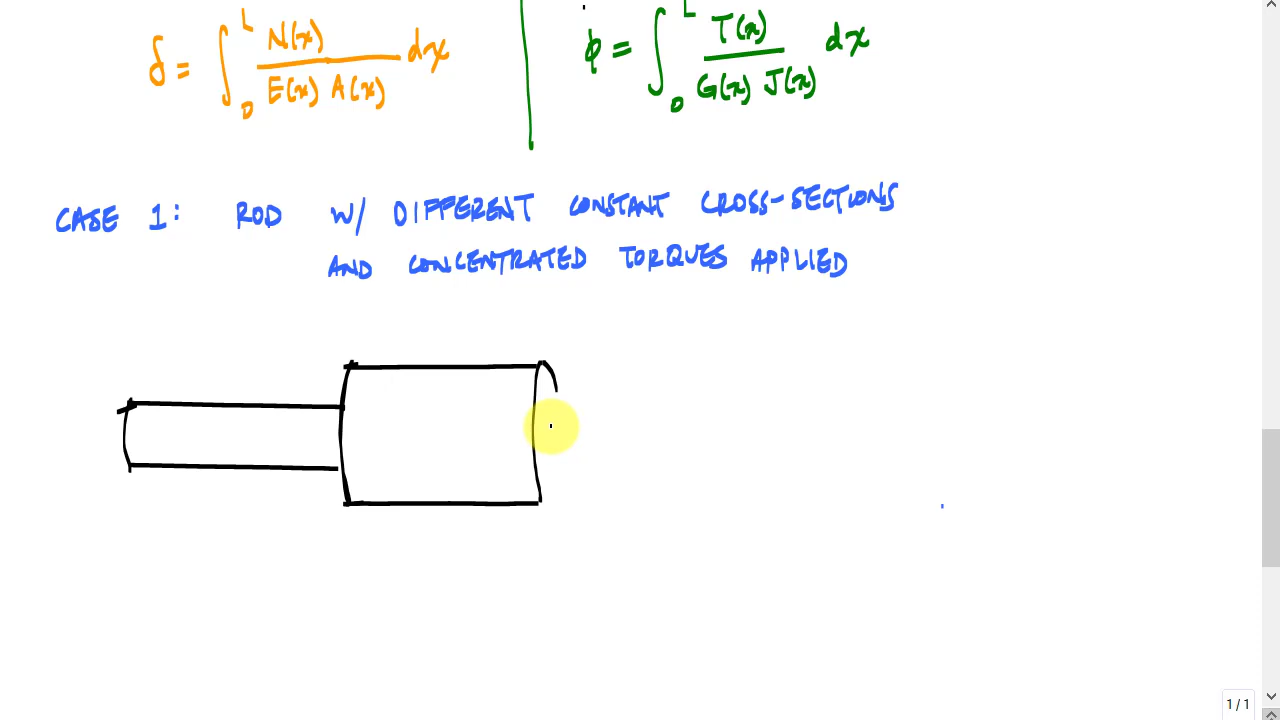 δ = ∫₀ᴸ N(x) / E(x) A(x) dx
φ = ∫₀ᴸ T(x) / G(x) J(x) dx
CASE 1: ROD W/ DIFFERENT CONSTANT CROSS-SECTIONS
AND CONCENTRATED TORQUES APPLIED
1/1